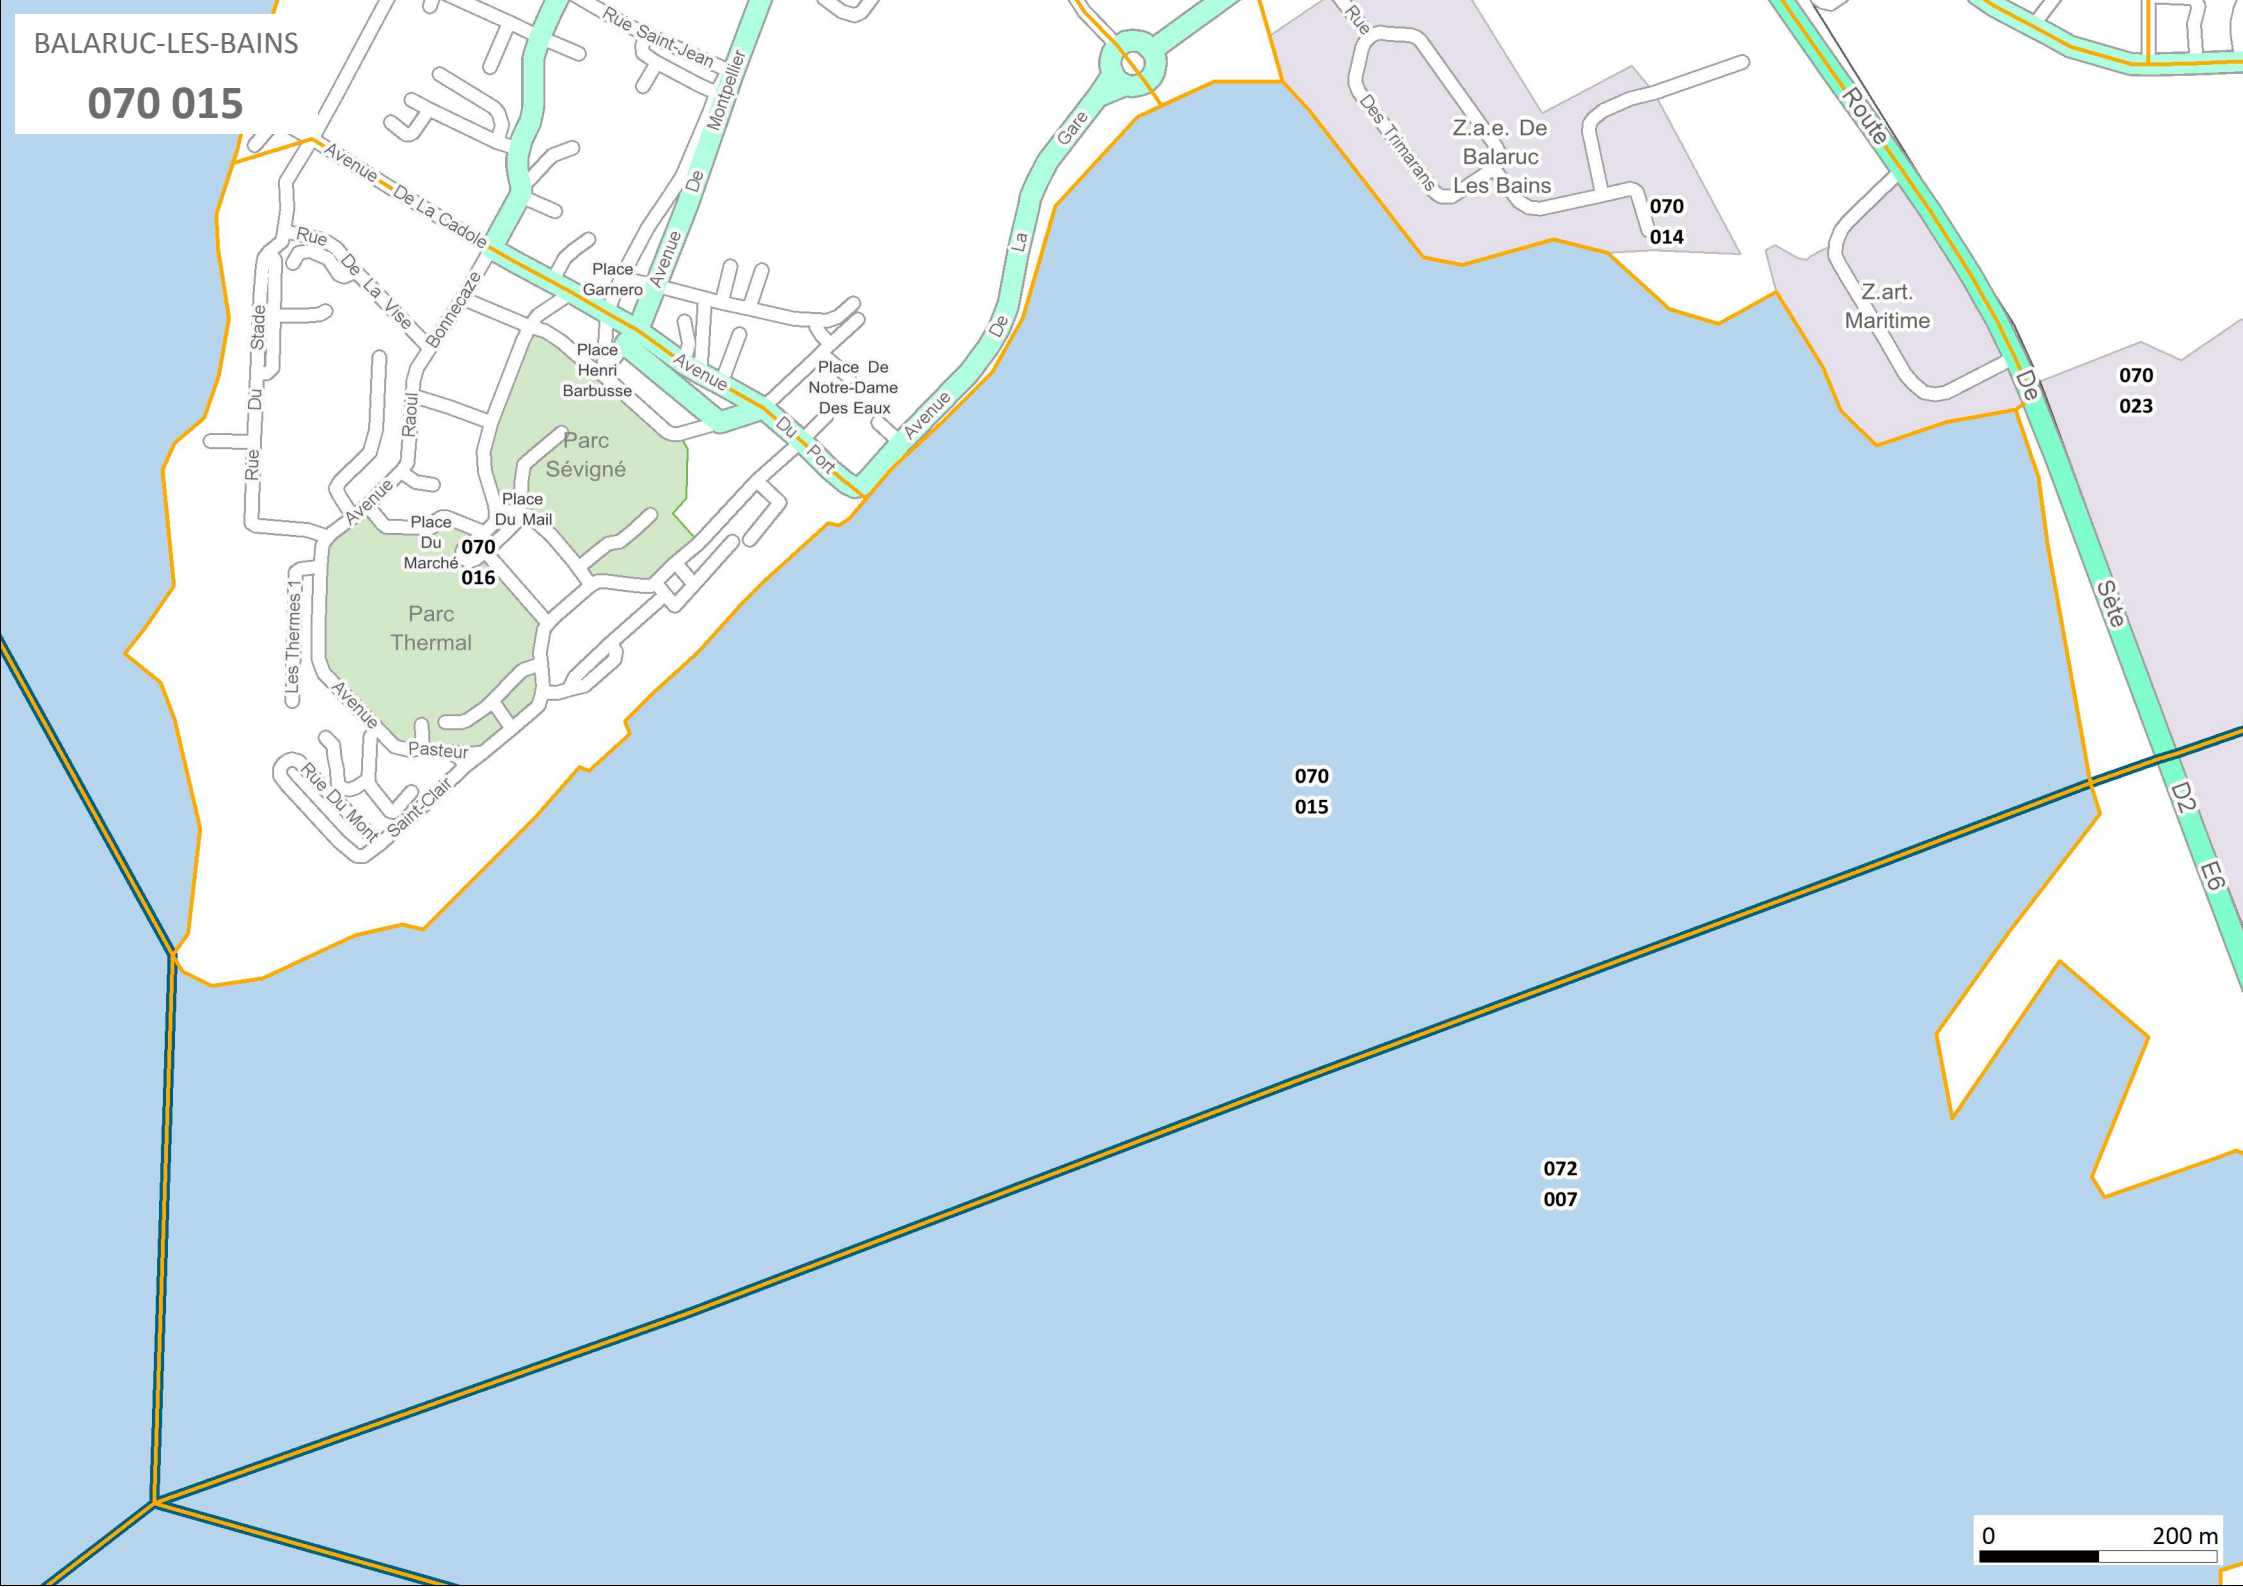 BALARUC-LES-BAINS
070 015
Rue Saint-Jean
Avenue De Montpellier
Avenue De La Gare
Rue Des Trimarans
Z.a.e. De
Balaruc
Les Bains
070
014
Route De Sète
D2
E6
Z.art.
Maritime
070
023
Avenue De La Cadole
Rue De La Vise
Rue Du Stade
Avenue Raoul Bonnecaze
Place
Garnero
Place
Henri
Barbusse
Avenue Du Port
Place De
Notre-Dame
Des Eaux
Parc
Sévigné
Place
Du Mail
Place
Du
Marché
070
016
Parc
Thermal
Les Thermes 1
Avenue Pasteur
Rue Du Mont Saint-Clair
070
015
072
007
0 200 m